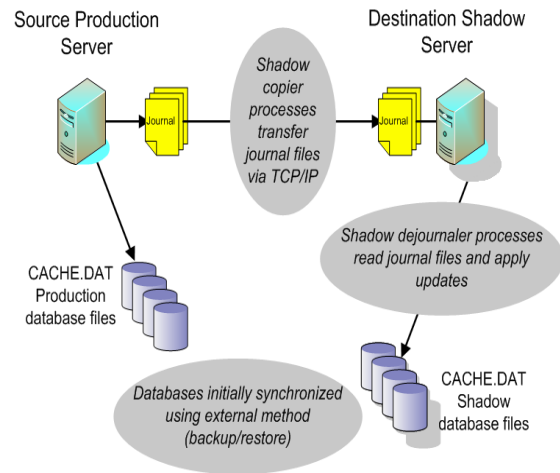 Source Production
Server
Destination Shadow
Server
Shadow
copier
processes
transfer
journal files
via TCP/IP
Journal
Journal
Shadow dejournaler processes
read journal files and apply
updates
CACHE.DAT
Production
database files
CACHE.DAT
Shadow
database files
Databases initially synchronized
using external method
(backup/restore)